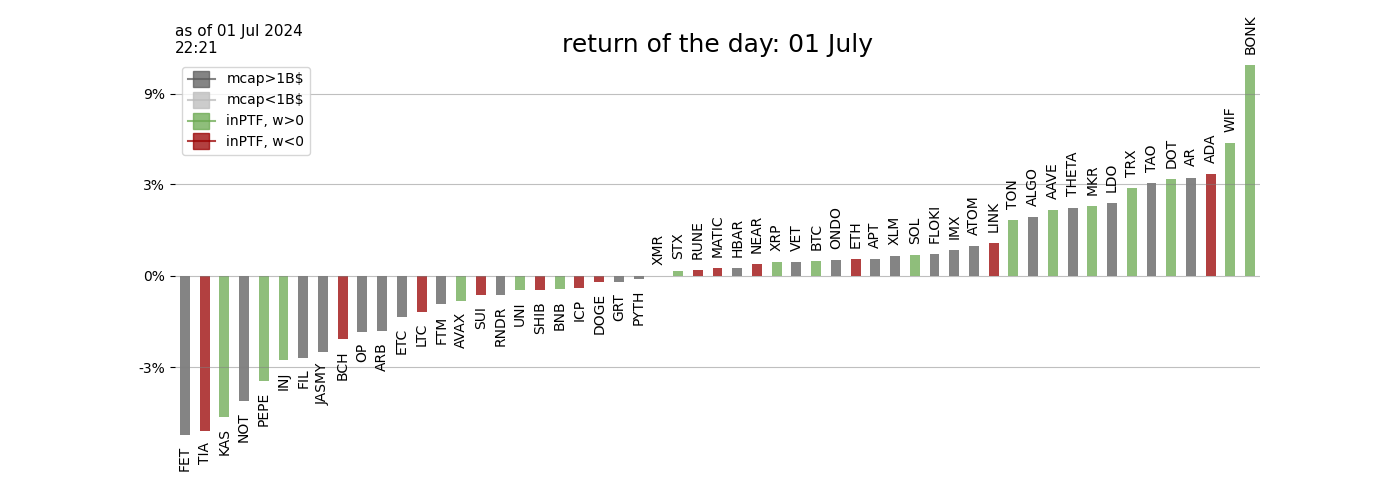 as of 01 Jul 2024
22:21
return of the day: 01 July
mcap>1B$
mcap<1B$
inPTF, w>0
inPTF, w<0
9%
3%
0%
-3%
FET
TIA
KAS
NOT
PEPE
INJ
FIL
JASMY
BCH
OP
ARB
ETC
LTC
FTM
AVAX
SUI
RNDR
UNI
SHIB
BNB
ICP
DOGE
GRT
PYTH
XMR
STX
RUNE
MATIC
HBAR
NEAR
XRP
VET
BTC
ONDO
ETH
APT
XLM
SOL
FLOKI
IMX
ATOM
LINK
TON
ALGO
AAVE
THETA
MKR
LDO
TRX
TAO
DOT
AR
ADA
WIF
BONK